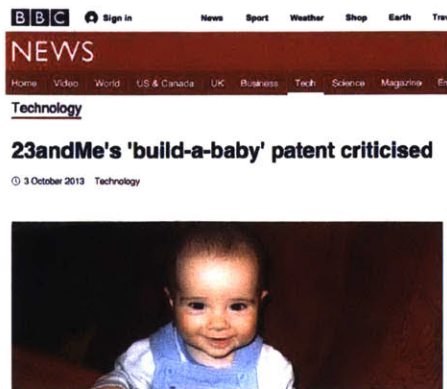 BBC Sign in News Sport Weather Shop Earth
NEWS
Home Video World US & Canada UK Business Tech Science Magazine
Technology
23andMe's 'build-a-baby' patent criticised
3 October 2013 Technology